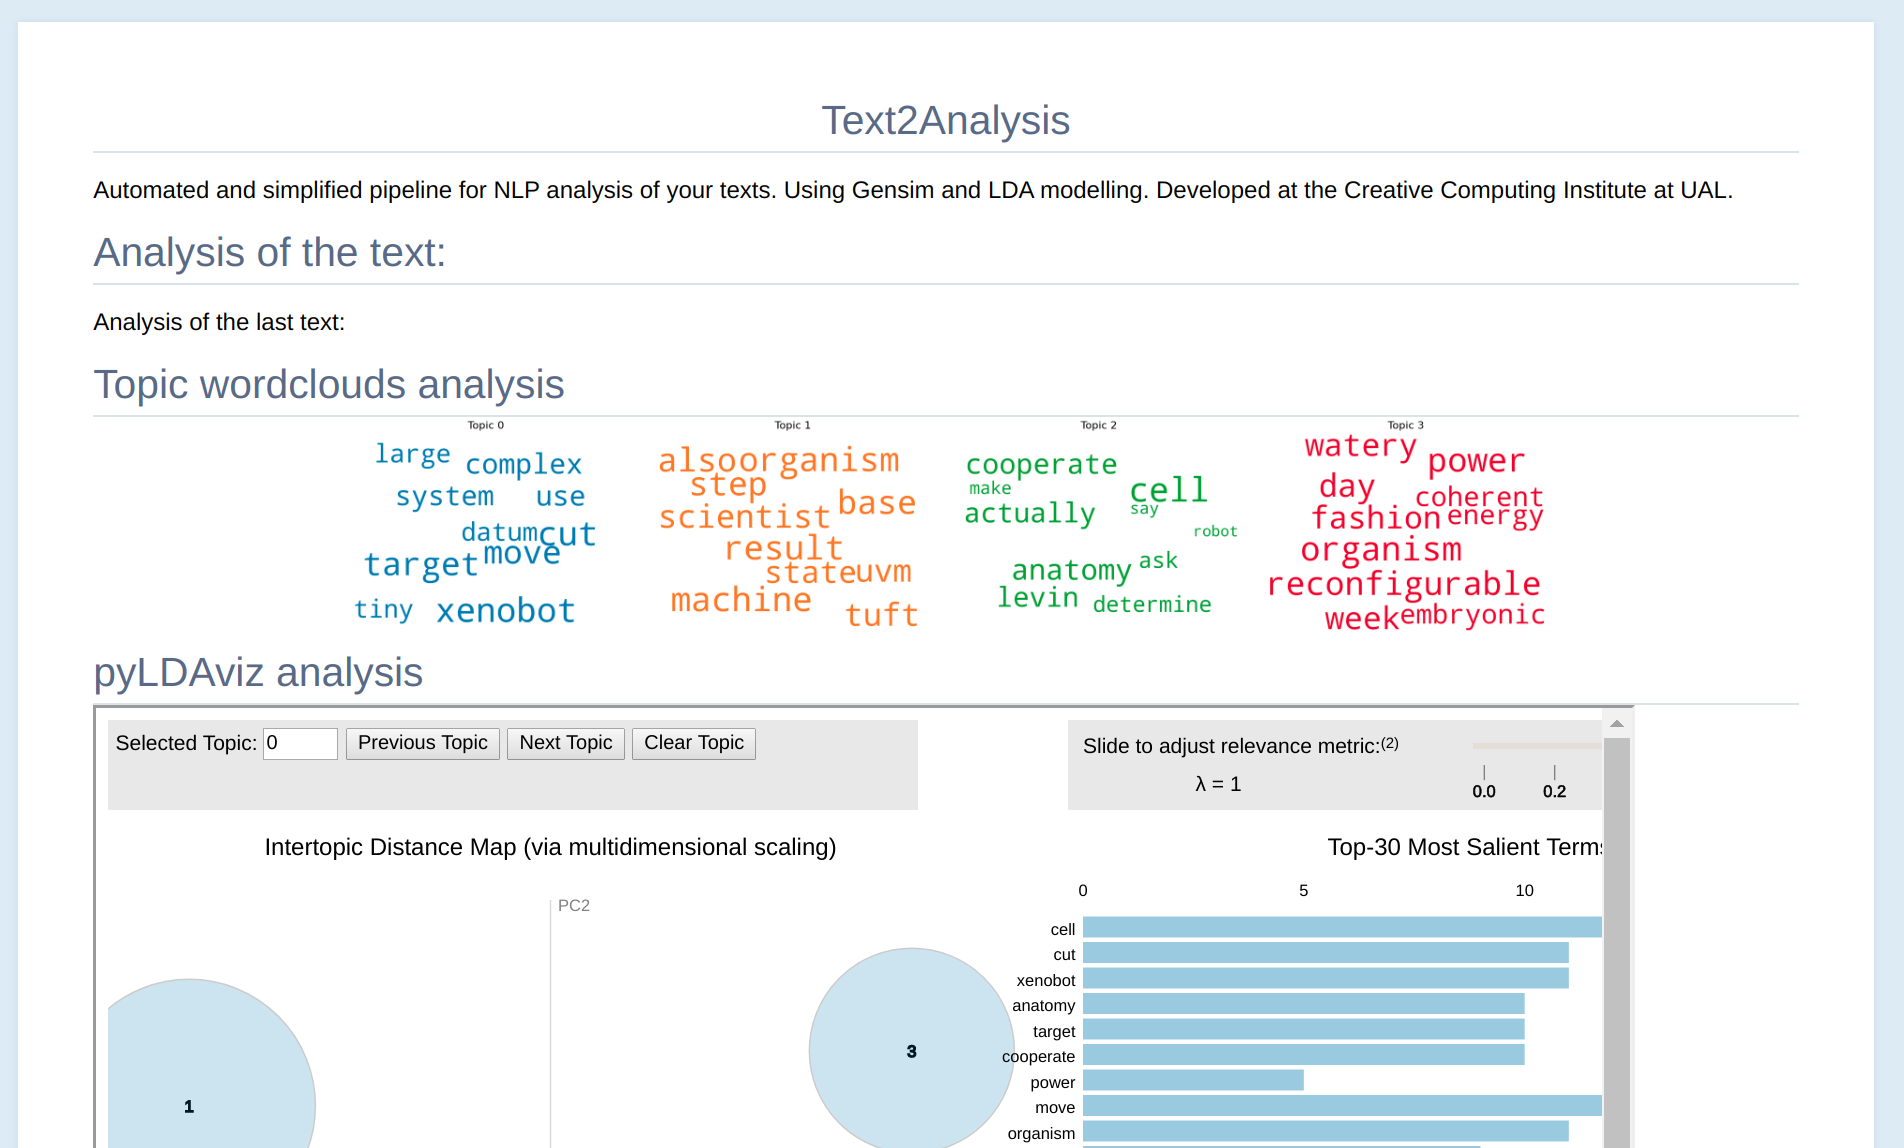 Text2Analysis
Automated and simplified pipeline for NLP analysis of your texts. Using Gensim and LDA modelling. Developed at the Creative Computing Institute at UAL.
Analysis of the text:
Analysis of the last text:
Topic wordclouds analysis
Topic 0
large
complex
system
use
datum
cut
move
target
tiny
xenobot
Topic 1
alsoorganism
step
base
scientist
result
state
uvm
machine
tuft
Topic 2
cooperate
make
cell
actually
say
robot
ask
anatomy
levin
determine
Topic 3
watery
power
day
coherent
fashion
energy
organism
reconfigurable
week
embryonic
pyLDAviz analysis
Selected Topic: 0 Previous Topic Next Topic Clear Topic
Slide to adjust relevance metric:(2)
λ = 1
0.0 0.2
Intertopic Distance Map (via multidimensional scaling)
PC2
1
3
Top-30 Most Salient Terms
0 5 10
cell
cut
xenobot
anatomy
target
cooperate
power
move
organism